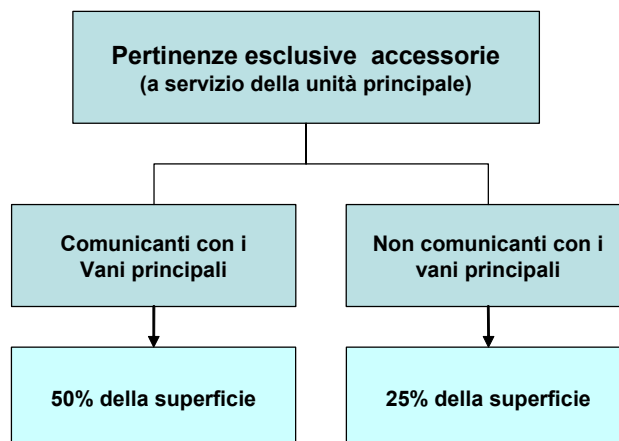 Pertinenze esclusive accessorie
(a servizio della unità principale)
Comunicanti con i
Vani principali
Non comunicanti con i
vani principali
50% della superficie
25% della superficie